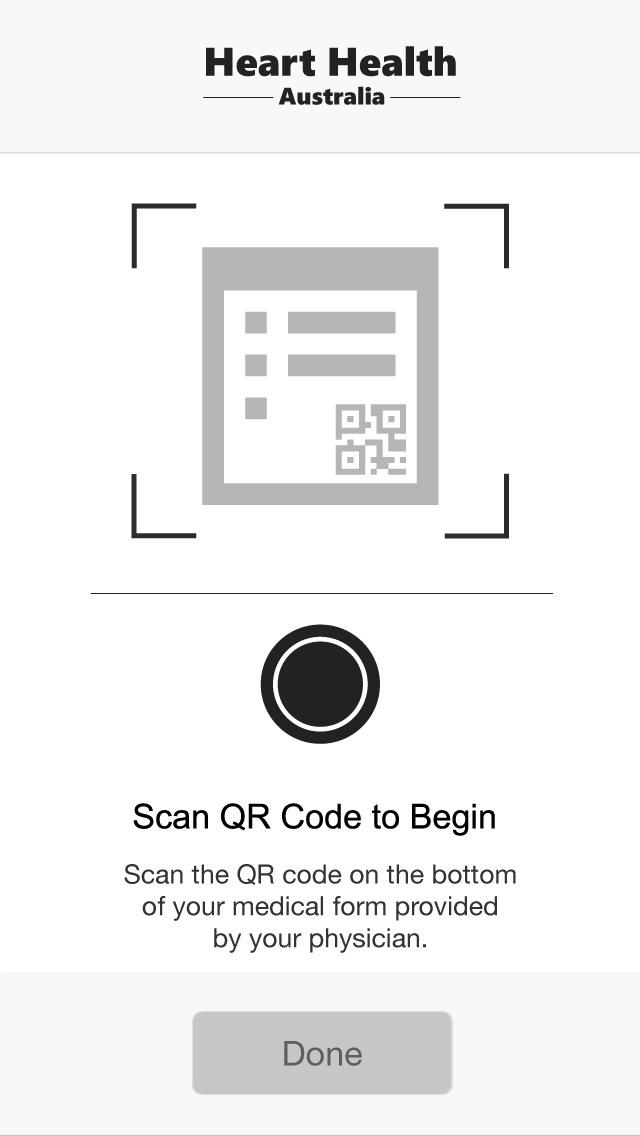 Heart Health
Australia
Scan QR Code to Begin
Scan the QR code on the bottom
of your medical form provided
by your physician.
Done